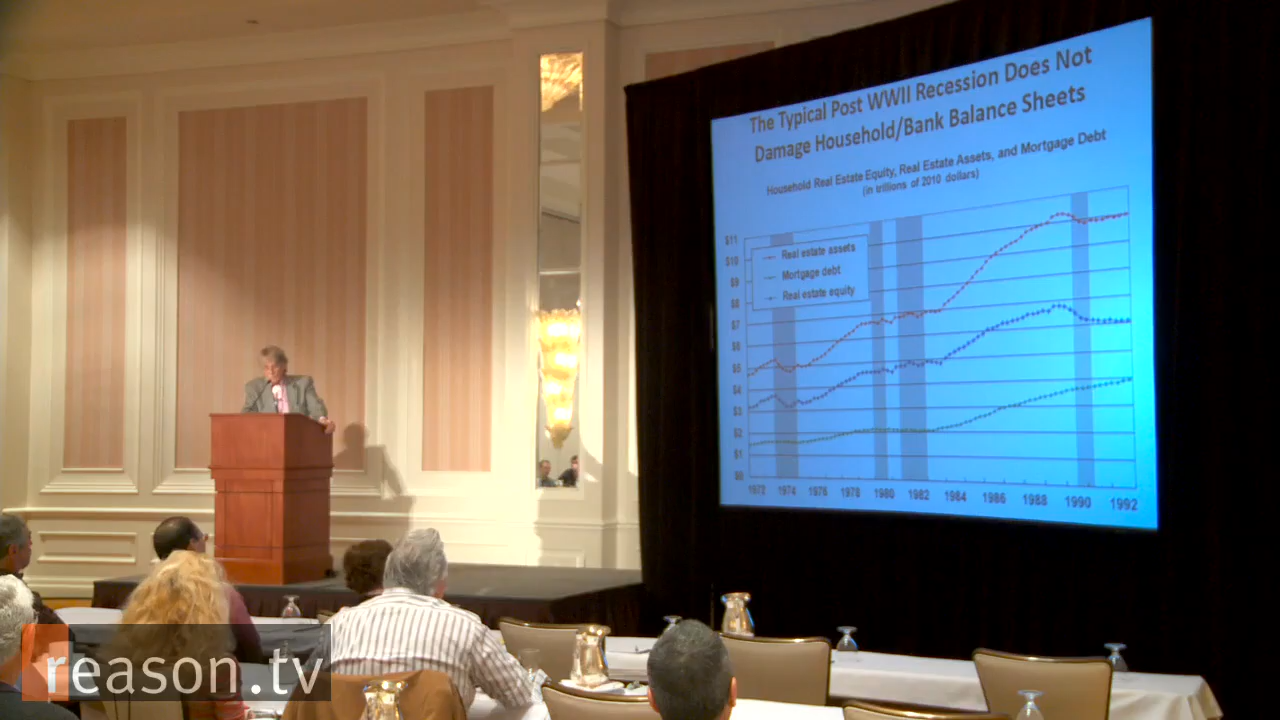 The Typical Post WWII Recession Does Not
Damage Household/Bank Balance Sheets
Household Real Estate Equity, Real Estate Assets, and Mortgage Debt
(in trillions of 2010 dollars)
$11
$10
$9
$8
$7
$6
$5
$4
$3
$2
$1
$0
Real estate assets
Mortgage debt
Real estate equity
1972 1974 1976 1978 1980 1982 1984 1986 1988 1990 1992
reason.tv